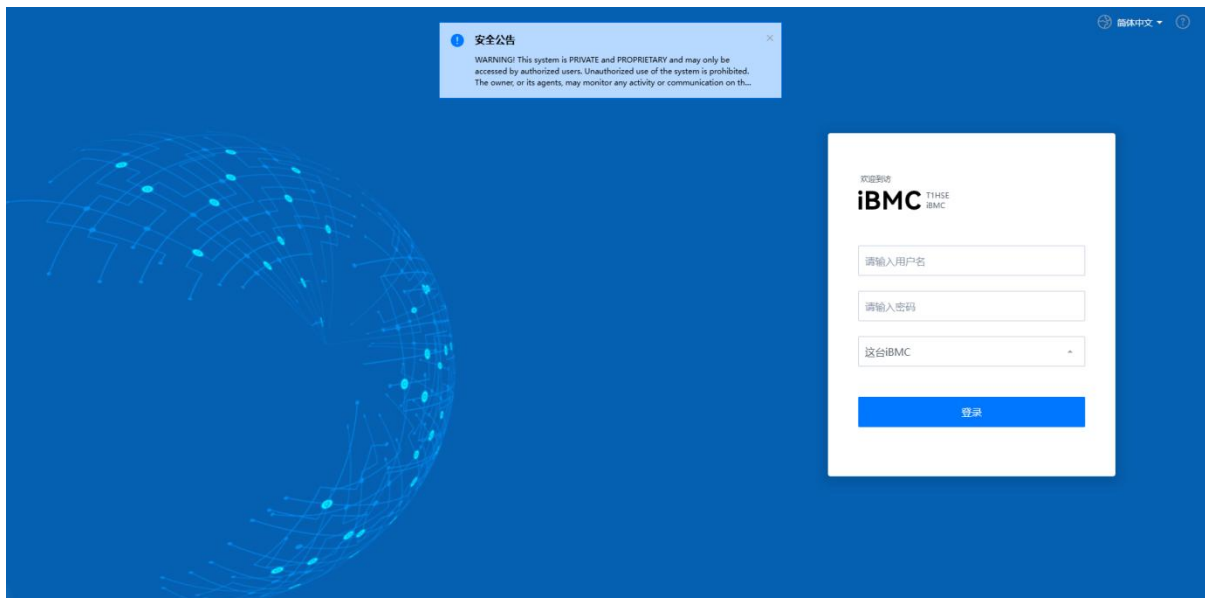 简体中文
安全公告
WARNING! This system is PRIVATE and PROPRIETARY and may only be
accessed by authorized users. Unauthorized use of the system is prohibited.
The owner, or its agents, may monitor any activity or communication on th...
欢迎到访
iBMC T1HSE
iBMC
请输入用户名
请输入密码
这台iBMC
登录